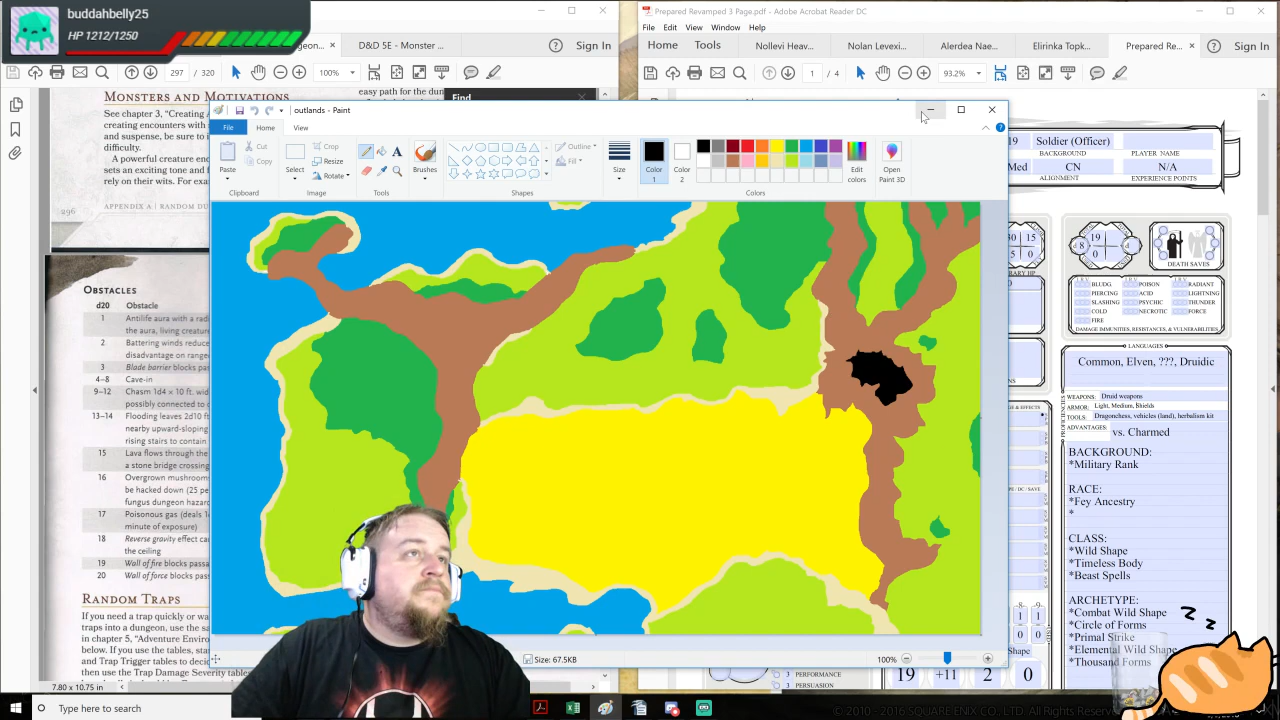 buddahbelly25
HP 1212/1250
D&D 5E - Monster ...
Sign In
297 / 320
100%
Prepared Revamped 3 Page.pdf - Adobe Acrobat Reader DC
File Edit View Window Help
Home Tools
Nollevi Heav...
Nolan Levexi...
Alerdea Nae...
Elirinka Topk...
Prepared Re...
Sign In
1 / 4
93.2%
MONSTERS AND MOTIVATIONS
See chapter 3, "Creating A
creating encounters with
and suspense, be sure to i
difficulty.
A powerful creature en
sets an exciting tone and
rely on their wits. For exa
easy path for the dun
Find
296
APPENDIX A | RANDOM DU
OBSTACLES
d20 Obstacle
1 Antilife aura with a radi
the aura, living creature
2 Battering winds reduce
disadvantage on range
3 Blade barrier blocks pas
4–8 Cave-in
9–12 Chasm 1d4 × 10 ft. wid
possibly connected to o
13–14 Flooding leaves 2d10 f
nearby upward-sloping
rising stairs to contain
15 Lava flows through the
a stone bridge crossing
16 Overgrown mushrooms
be hacked down (25 pe
fungus dungeon hazar
17 Poisonous gas (deals 1
minute of exposure)
18 Reverse gravity effect ca
the ceiling
19 Wall of fire blocks passa
20 Wall of force blocks pass
RANDOM TRAPS
If you need a trap quickly or wa
traps into a dungeon, use the sa
in chapter 5, "Adventure Enviro
below. If you use the tables, star
and Trap Trigger tables to decid
then use the Trap Damage Severity tables
7.80 x 10.75 in
outlands - Paint
File Home View
Paste
Cut
Copy
Clipboard
Select
Crop
Resize
Rotate
Image
Tools
Brushes
Shapes
Outline
Fill
Size
Color 1
Color 2
Edit colors
Open Paint 3D
Colors
Size: 67.5KB
100%
19 Soldier (Officer)
BACKGROUND PLAYER NAME
Med CN N/A
ALIGNMENT EXPERIENCE POINTS
d 8 19 d
DEATH SAVES
BLUDG. POISON RADIANT
PIERCING ACID LIGHTNING
SLASHING PSYCHIC THUNDER
COLD NECROTIC FORCE
FIRE
DAMAGE IMMUNITIES, RESISTANCES, & VULNERABILITIES
LANGUAGES
Common, Elven, ???, Druidic
PROFICIENCIES
WEAPONS: Druid weapons
ARMOR: Light, Medium, Shields
TOOLS: Dragonchess, vehicles (land), herbalism kit
ADVANTAGES: vs. Charmed
BACKGROUND:
*Military Rank
RACE:
*Fey Ancestry
*
CLASS:
*Wild Shape
*Timeless Body
*Beast Spells
ARCHETYPE:
*Combat Wild Shape
*Circle of Forms
*Primal Strike
*Elemental Wild Shape
*Thousand Forms
3 PERFORMANCE
3 PERSUASION
19 +11 2 0
Z Z
Type here to search
© 2010 - 2016 SQUARE ENIX CO., LTD. All Rights Reserved